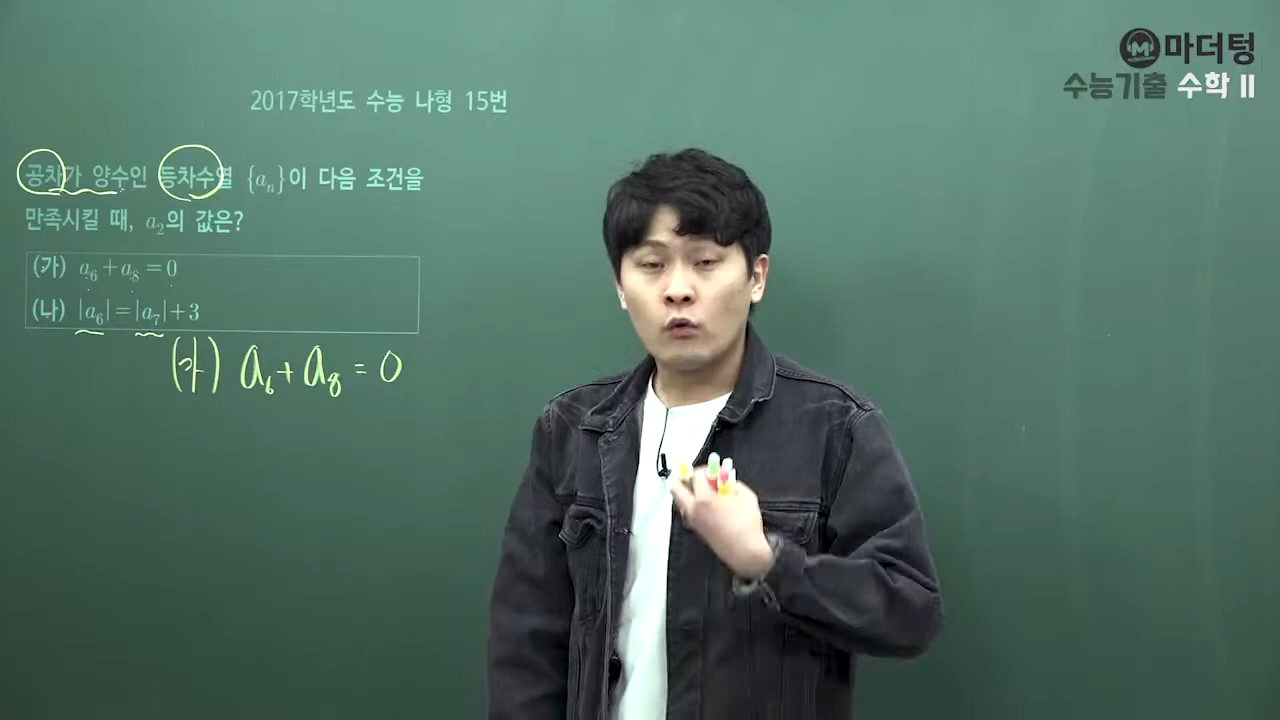 마더텅
수능기출 수학 II
2017학년도 수능 나형 15번
공차가 양수인 등차수열 {aₙ}이 다음 조건을
만족시킬 때, a₂의 값은?
(가) a₆+a₈=0
(나) |a₆|=|a₇|+3
(가) a₆+a₈=0